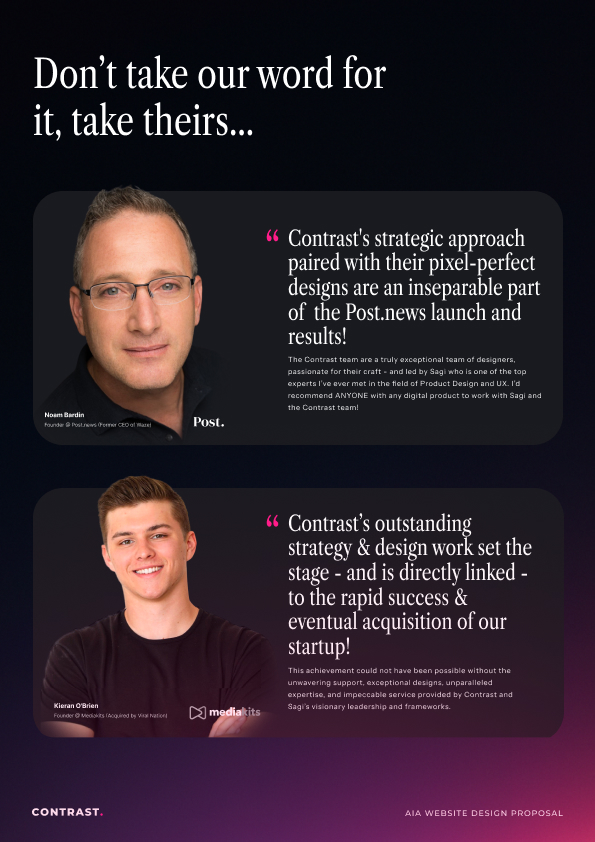 Don’t take our word for
it, take theirs...
“ Contrast's strategic approach
paired with their pixel-perfect
designs are an inseparable part
of  the Post.news launch and
results!
The Contrast team are a truly exceptional team of designers,
passionate for their craft - and led by Sagi who is one of the top
experts I’ve ever met in the field of Product Design and UX. I’d
recommend ANYONE with any digital product to work with Sagi and
the Contrast team!
Noam Bardin
Founder @ Post.news (Former CEO of Waze)
Post.
“ Contrast’s outstanding
strategy & design work set the
stage - and is directly linked -
to the rapid success &
eventual acquisition of our
startup!
This achievement could not have been possible without the
unwavering support, exceptional designs, unparalleled
expertise, and impeccable service provided by Contrast and
Sagi’s visionary leadership and frameworks.
Kieran O'Brien
Founder @ Mediakits (Acquired by Viral Nation)
mediakits
CONTRAST.
AIA WEBSITE DESIGN PROPOSAL